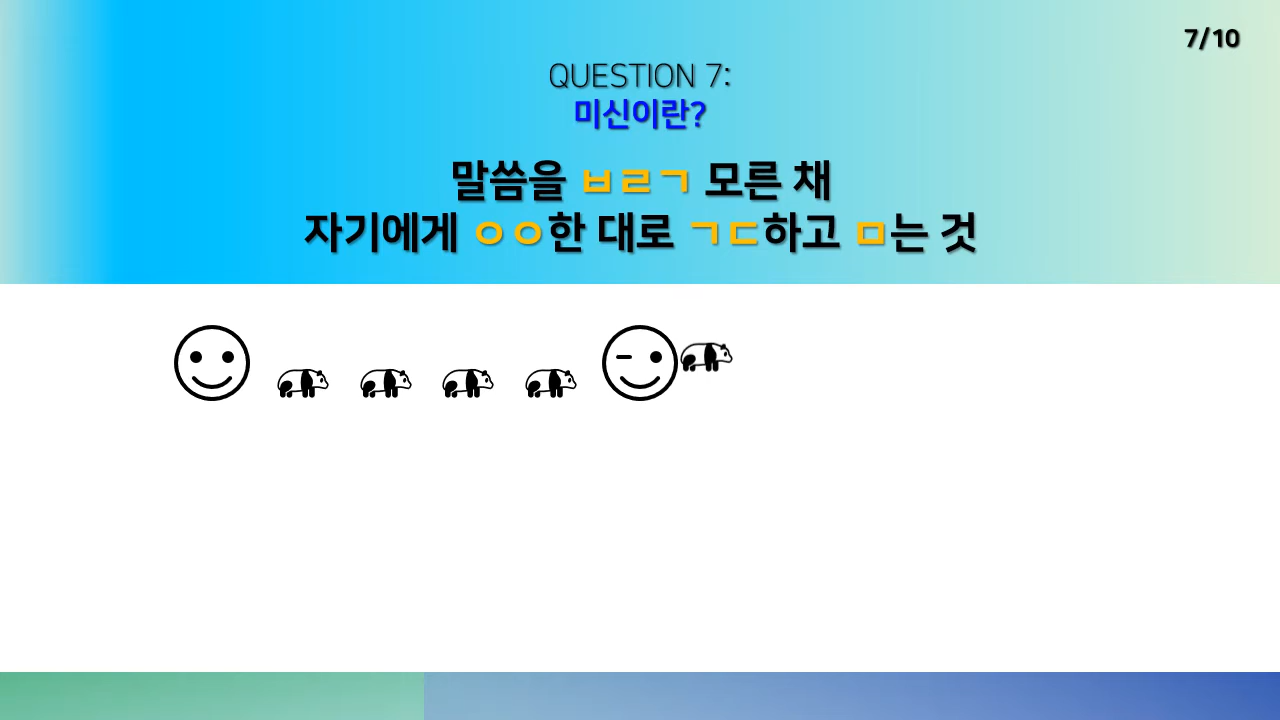 7/10
QUESTION 7:
미신이란?
말씀을 ㅂㄹㄱ 모른 채
자기에게 ㅇㅇ한 대로 ㄱㄷ하고 ㅁ는 것